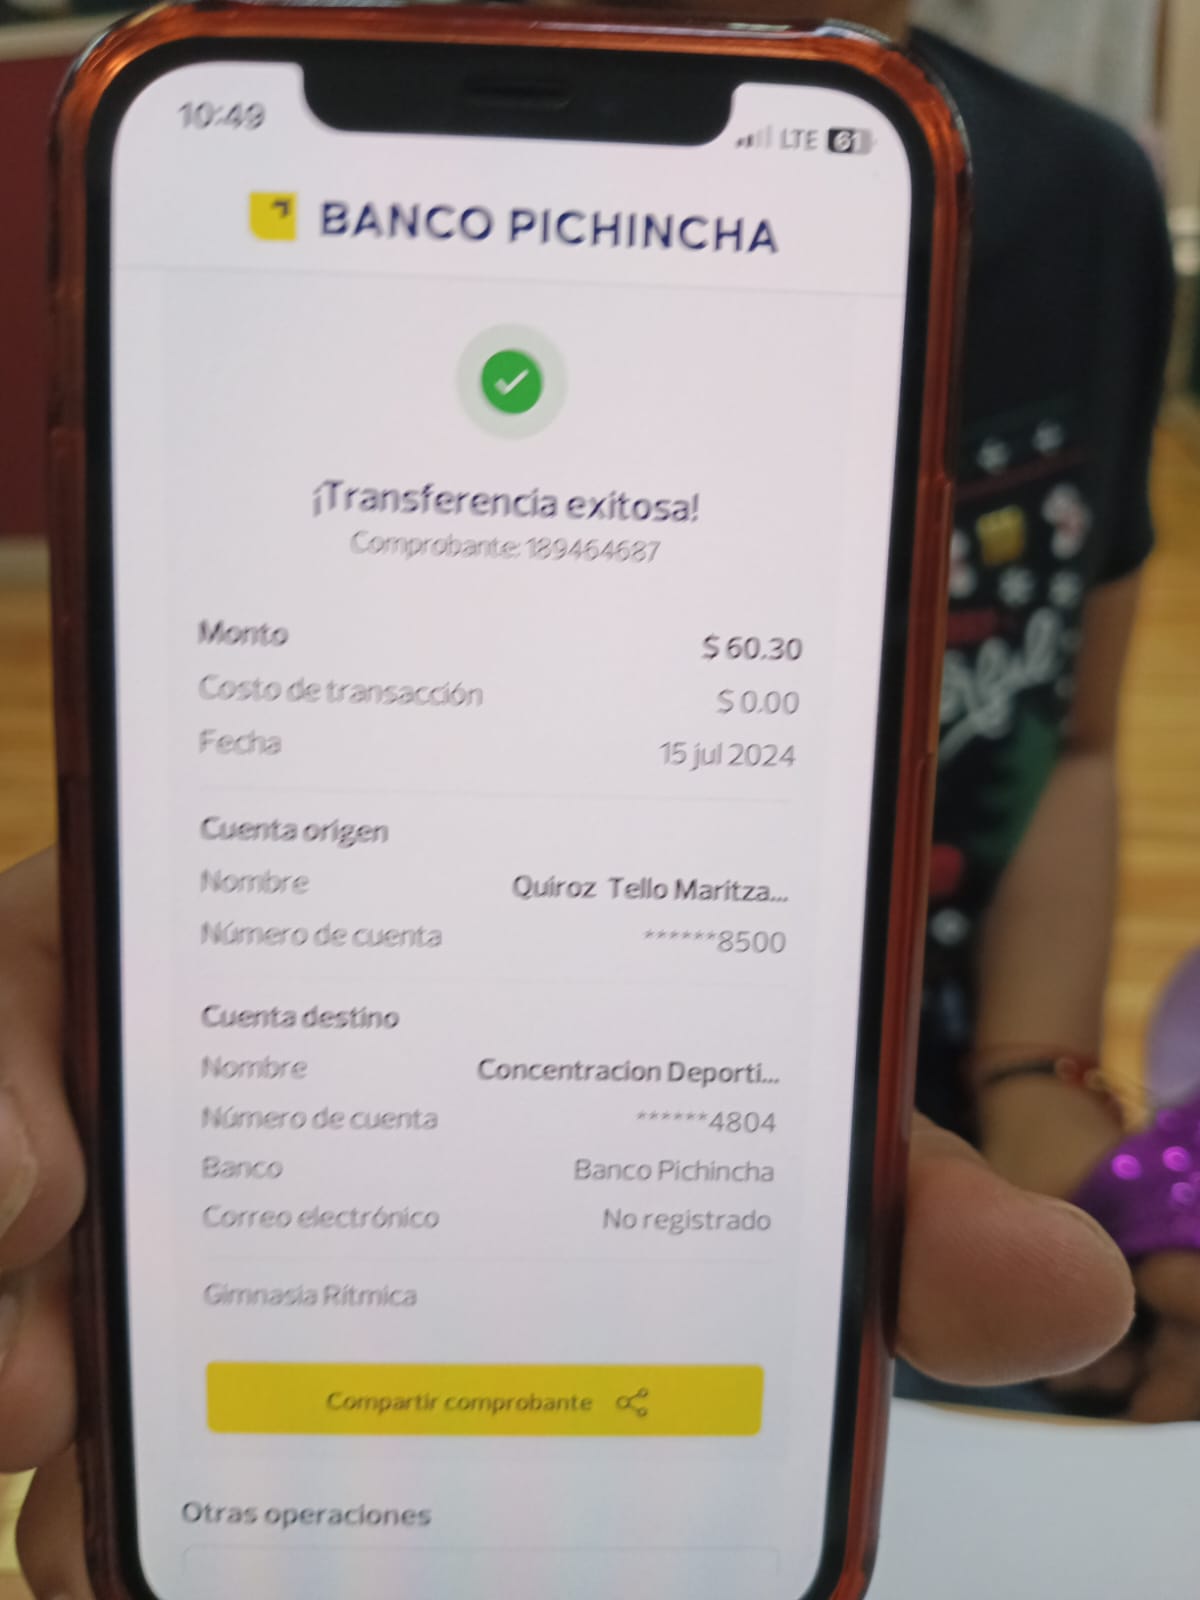 10:49
LTE 61
BANCO PICHINCHA
¡Transferencia exitosa!
Comprobante: 189464687
Monto $ 60.30
Costo de transacción $ 0.00
Fecha 15 jul 2024
Cuenta origen
Nombre Quiroz Tello Maritza...
Número de cuenta ******8500
Cuenta destino
Nombre Concentracion Deporti...
Número de cuenta ******4804
Banco Banco Pichincha
Correo electrónico No registrado
Gimnasia Rítmica
Compartir comprobante
Otras operaciones